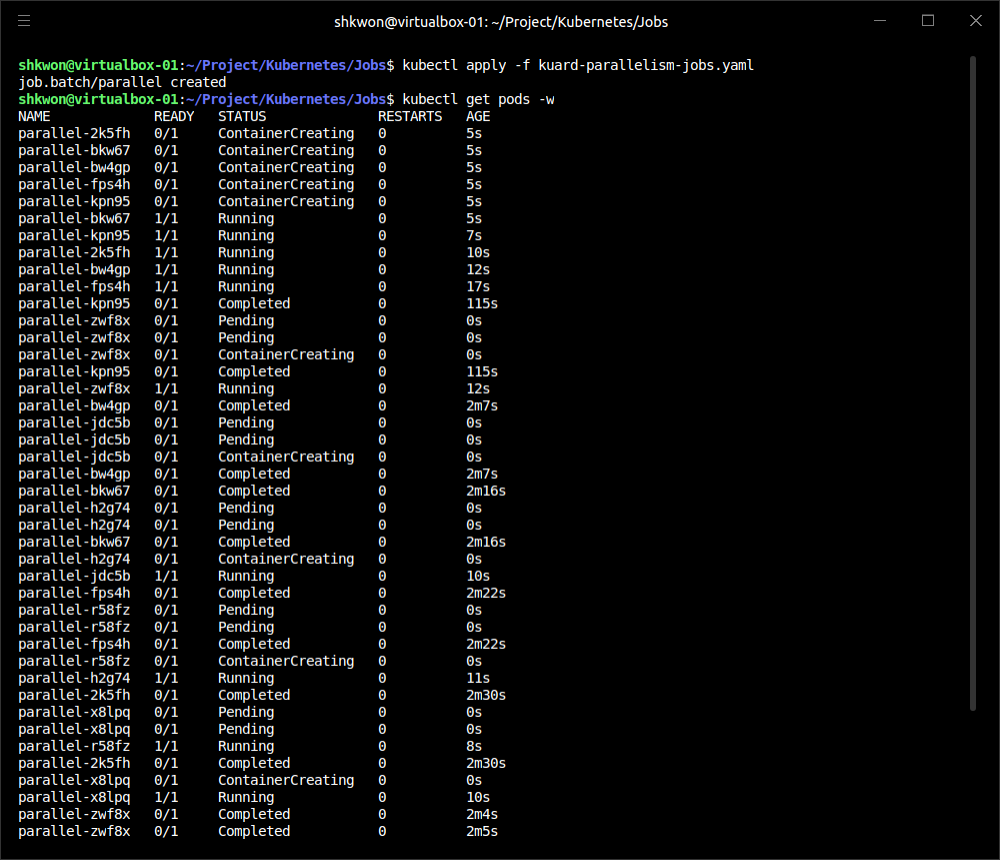 shkwon@virtualbox-01: ~/Project/Kubernetes/Jobs
shkwon@virtualbox-01:~/Project/Kubernetes/Jobs$ kubectl apply -f kuard-parallelism-jobs.yaml
job.batch/parallel created
shkwon@virtualbox-01:~/Project/Kubernetes/Jobs$ kubectl get pods -w
NAME             READY   STATUS              RESTARTS   AGE
parallel-2k5fh   0/1     ContainerCreating   0          5s
parallel-bkw67   0/1     ContainerCreating   0          5s
parallel-bw4gp   0/1     ContainerCreating   0          5s
parallel-fps4h   0/1     ContainerCreating   0          5s
parallel-kpn95   0/1     ContainerCreating   0          5s
parallel-bkw67   1/1     Running             0          5s
parallel-kpn95   1/1     Running             0          7s
parallel-2k5fh   1/1     Running             0          10s
parallel-bw4gp   1/1     Running             0          12s
parallel-fps4h   1/1     Running             0          17s
parallel-kpn95   0/1     Completed           0          115s
parallel-zwf8x   0/1     Pending             0          0s
parallel-zwf8x   0/1     Pending             0          0s
parallel-zwf8x   0/1     ContainerCreating   0          0s
parallel-kpn95   0/1     Completed           0          115s
parallel-zwf8x   1/1     Running             0          12s
parallel-bw4gp   0/1     Completed           0          2m7s
parallel-jdc5b   0/1     Pending             0          0s
parallel-jdc5b   0/1     Pending             0          0s
parallel-jdc5b   0/1     ContainerCreating   0          0s
parallel-bw4gp   0/1     Completed           0          2m7s
parallel-bkw67   0/1     Completed           0          2m16s
parallel-h2g74   0/1     Pending             0          0s
parallel-h2g74   0/1     Pending             0          0s
parallel-bkw67   0/1     Completed           0          2m16s
parallel-h2g74   0/1     ContainerCreating   0          0s
parallel-jdc5b   1/1     Running             0          10s
parallel-fps4h   0/1     Completed           0          2m22s
parallel-r58fz   0/1     Pending             0          0s
parallel-r58fz   0/1     Pending             0          0s
parallel-fps4h   0/1     Completed           0          2m22s
parallel-r58fz   0/1     ContainerCreating   0          0s
parallel-h2g74   1/1     Running             0          11s
parallel-2k5fh   0/1     Completed           0          2m30s
parallel-x8lpq   0/1     Pending             0          0s
parallel-x8lpq   0/1     Pending             0          0s
parallel-r58fz   1/1     Running             0          8s
parallel-2k5fh   0/1     Completed           0          2m30s
parallel-x8lpq   0/1     ContainerCreating   0          0s
parallel-x8lpq   1/1     Running             0          10s
parallel-zwf8x   0/1     Completed           0          2m4s
parallel-zwf8x   0/1     Completed           0          2m5s